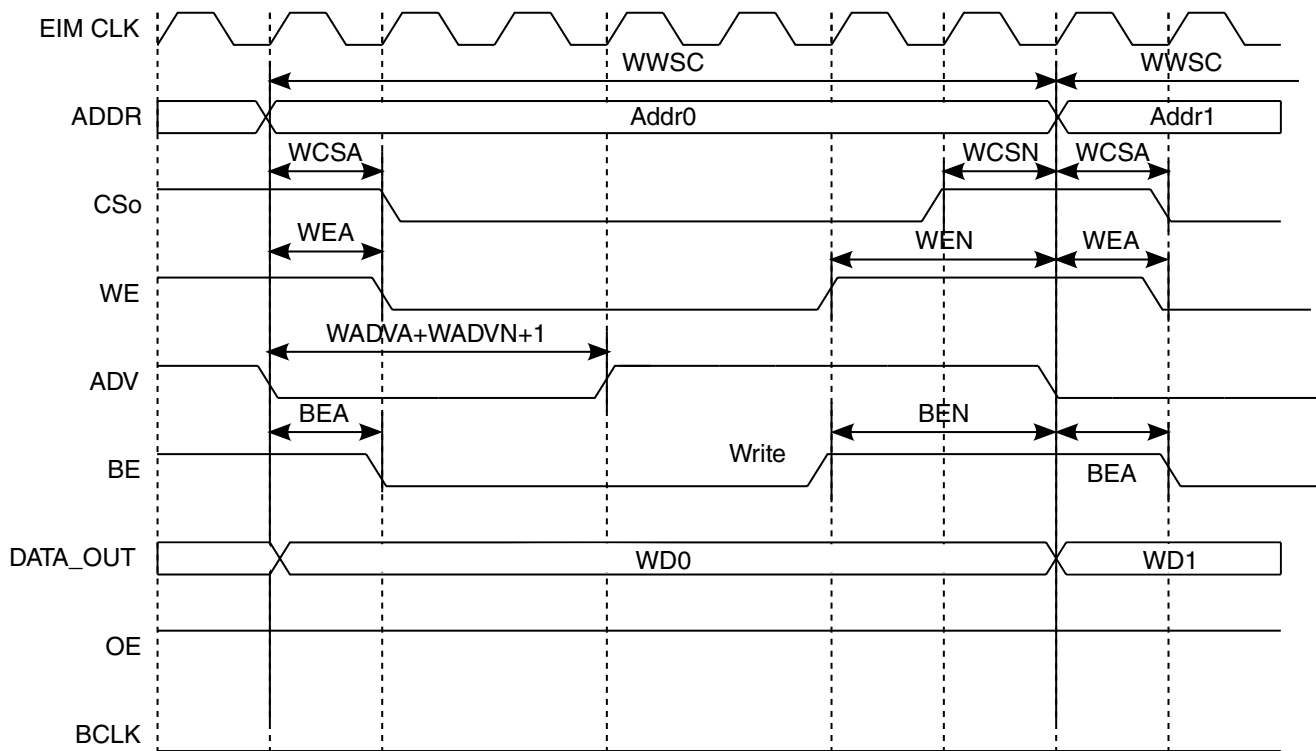 EIM CLK
WWSC WWSC
ADDR Addr0 Addr1
WCSA WCSN WCSA
CSo
WEA WEN WEA
WE
WADVA+WADVN+1
ADV
BEA BEN
BE Write BEA
DATA_OUT WD0 WD1
OE
BCLK